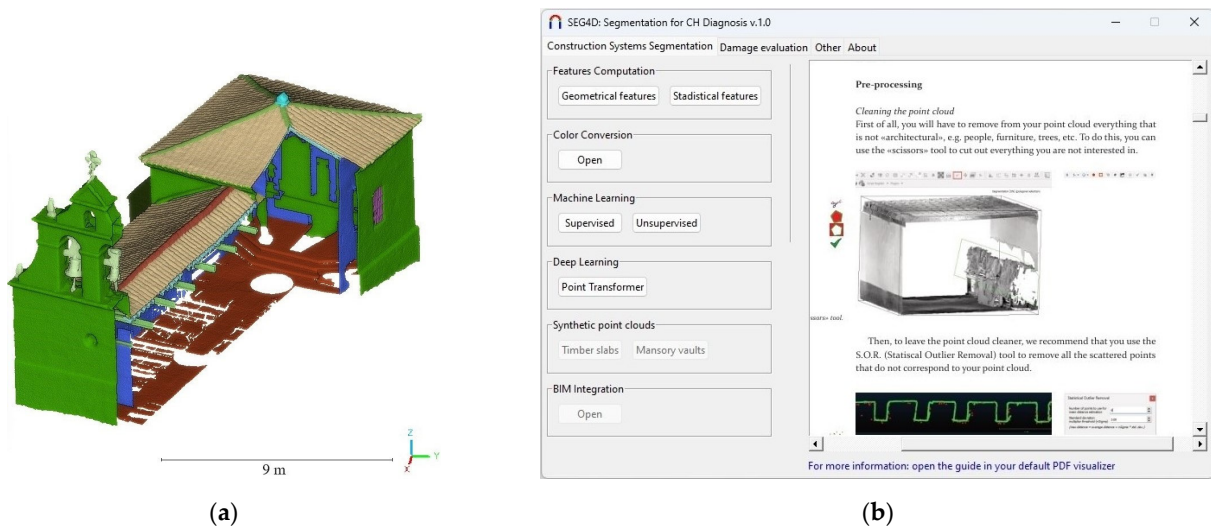 Z
Y
X
9 m
(a)
SEG4D: Segmentation for CH Diagnosis v.1.0
Construction Systems Segmentation Damage evaluation Other About
Features Computation
Geometrical features Stadistical features
Color Conversion
Open
Machine Learning
Supervised Unsupervised
Deep Learning
Point Transformer
Synthetic point clouds
Timber slabs Mansory vaults
BIM Integration
Open
Pre-processing
Cleaning the point cloud
First of all, you will have to remove from your point cloud everything that
is not «architectural», e.g. people, furniture, trees, etc. To do this, you can
use the «scissors» tool to cut out everything you are not interested in.
ssors» tool.
Then, to leave the point cloud cleaner, we recommend that you use the
S.O.R. (Statiscal Outlier Removal) tool to remove all the scattered points
that do not correspond to your point cloud.
Statistical Outlier Removal
For more information: open the guide in your default PDF visualizer
(b)